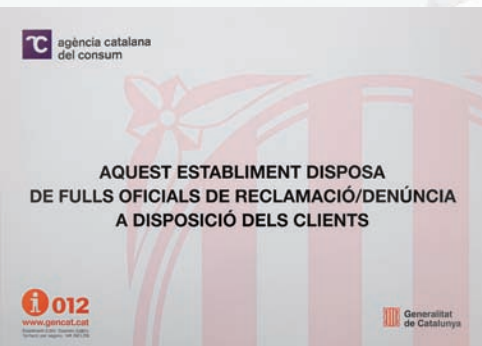 agència catalana
del consum
AQUEST ESTABLIMENT DISPOSA
DE FULLS OFICIALS DE RECLAMACIÓ/DENÚNCIA
A DISPOSICIÓ DELS CLIENTS
012
www.gencat.cat
Generalitat
de Catalunya